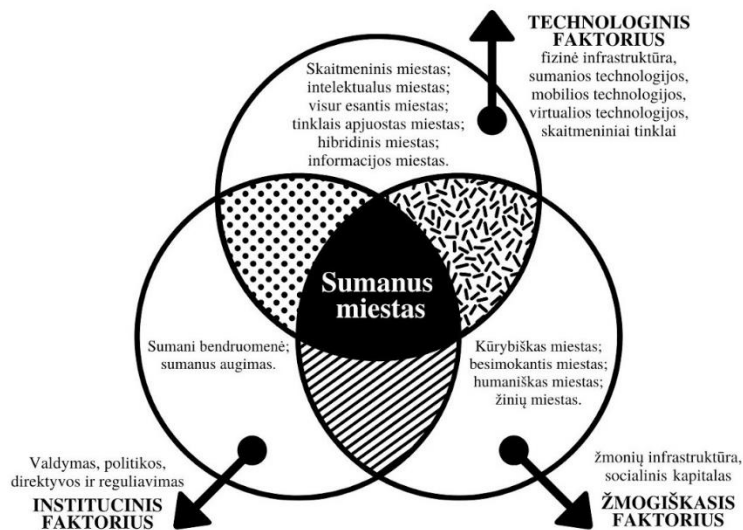 TECHNOLOGINIS
FAKTORIUS
fizinė infrastruktūra,
sumanios technologijos,
mobilios technologijos,
virtualios technologijos,
skaitmeniniai tinklai
Skaitmeninis miestas;
intelektualus miestas;
visur esantis miestas;
tinklais apjuostas miestas;
hibridinis miestas;
informacijos miestas.
Sumanus
miestas
Sumani bendruomenė;
sumanus augimas.
Kūrybiškas miestas;
besimokantis miestas;
humaniškas miestas;
žinių miestas.
Valdymas, politikos,
direktyvos ir reguliavimas
INSTITUCINIS
FAKTORIUS
žmonių infrastruktūra,
socialinis kapitalas
ŽMOGIŠKASIS
FAKTORIUS